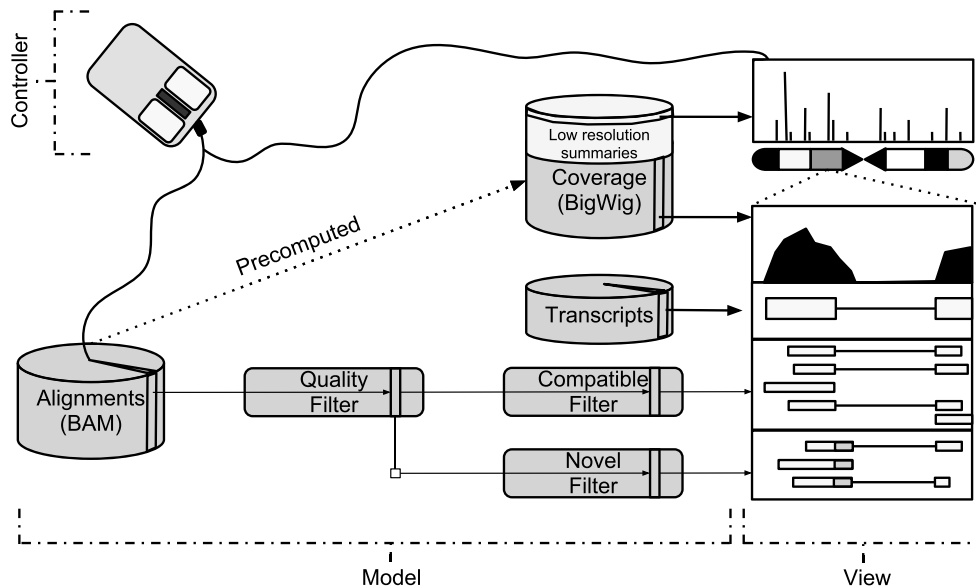 Controller
Low resolution
summaries
Coverage
(BigWig)
Precomputed
Transcripts
Alignments
(BAM)
Quality
Filter
Compatible
Filter
Novel
Filter
Model
View